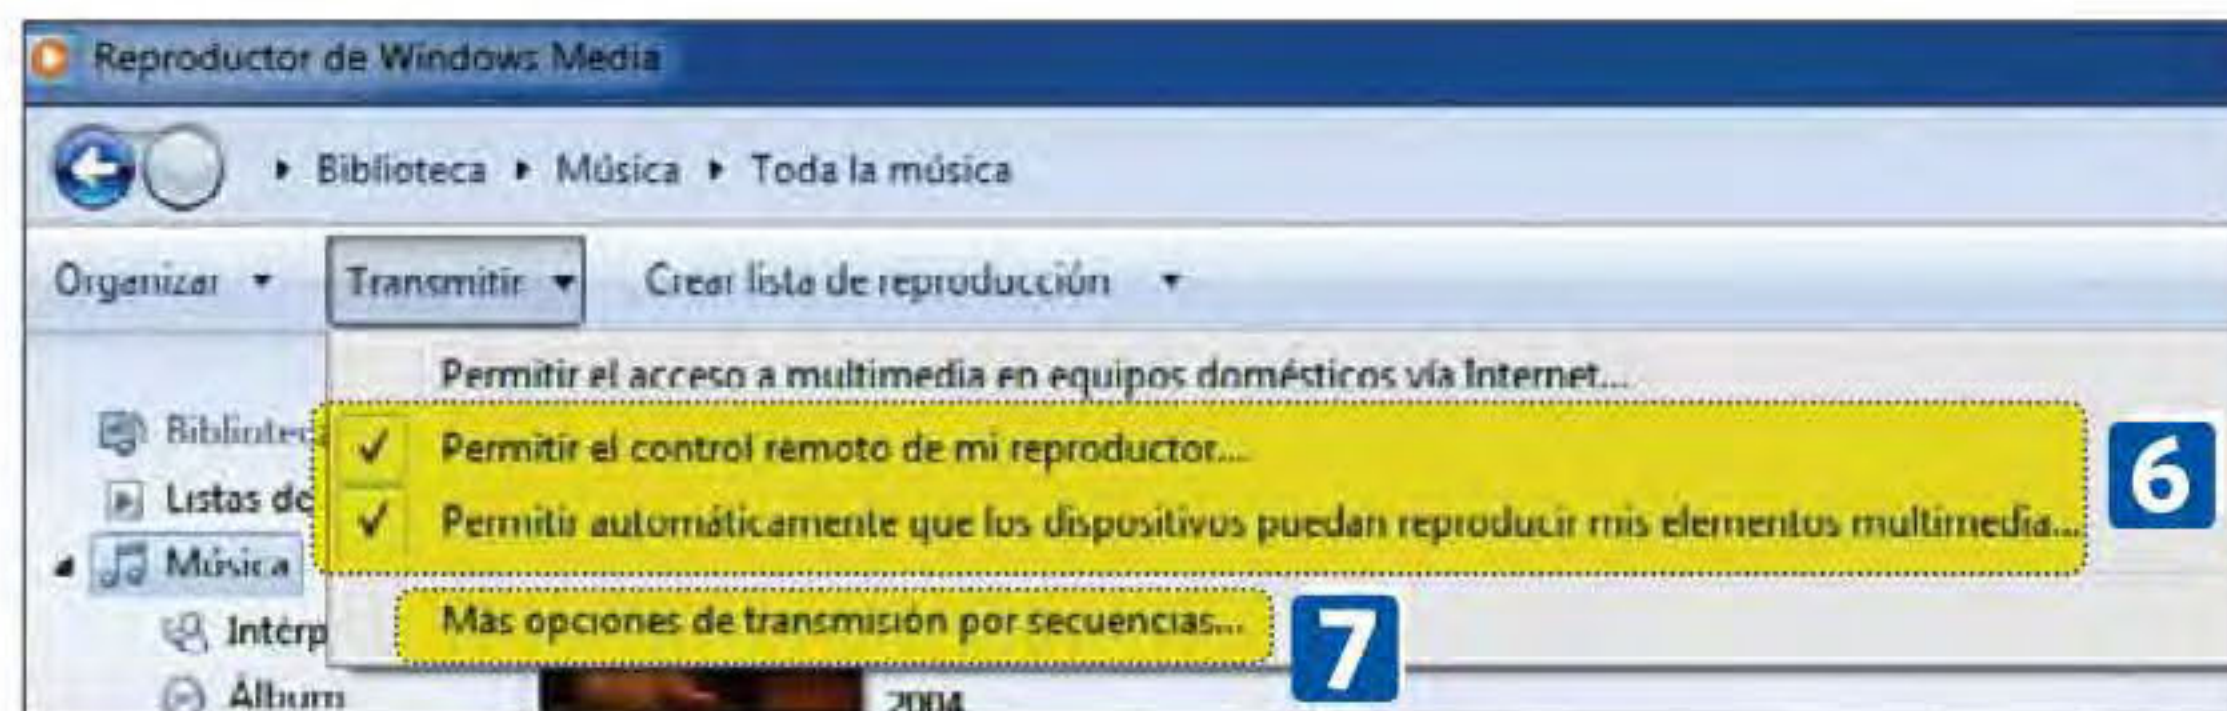 Reproductor de Windows Media
Biblioteca Música Toda la música
Organizar Transmitir Crear lista de reproducción
Permitir el acceso a multimedia en equipos domésticos vía Internet...
Permitir el control remoto de mi reproductor...
6
Listas de
Permitir automáticamente que los dispositivos puedan reproducir mis elementos multimedia...
Música
Más opciones de transmisión por secuencias...
7
Intérp
Álbum
2004